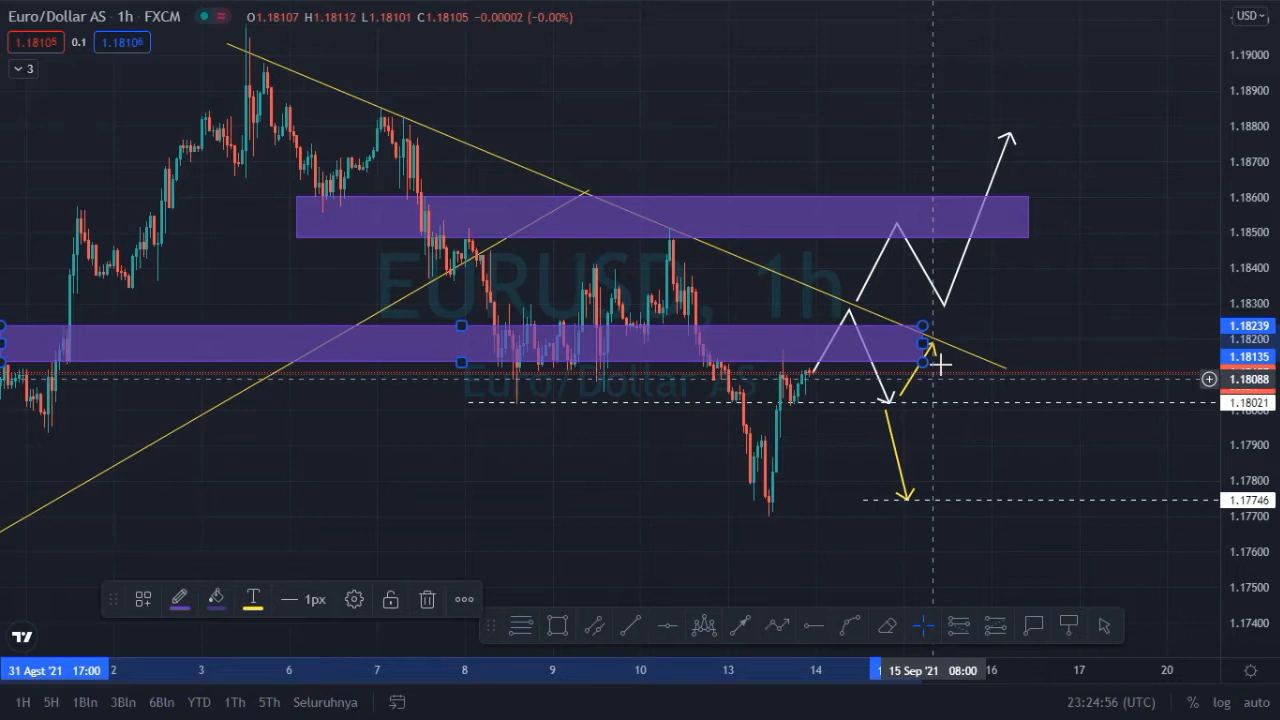 Euro/Dollar AS · 1h · FXCM O1.18107 H1.18112 L1.18101 C1.18105 −0.00002 (−0.00%)
USD
1.18105 0.1 1.18106
3
1.19000
1.18900
1.18800
1.18700
1.18600
1.18500
1.18400
1.18300
1.18239
1.18200
1.18135
1.18088
1.18021
1.17900
1.17800
1.17746
1.17700
1.17600
1.17500
1.17400
EURUSD, 1h
Euro/Dollar AS
1px
31 Agst '21 17:00 2 3 6 7 8 9 10 13 14 15 Sep '21 08:00 16 17 20
1H 5H 1Bln 3Bln 6Bln YTD 1Th 5Th Seluruhnya 23:24:56 (UTC) % log auto